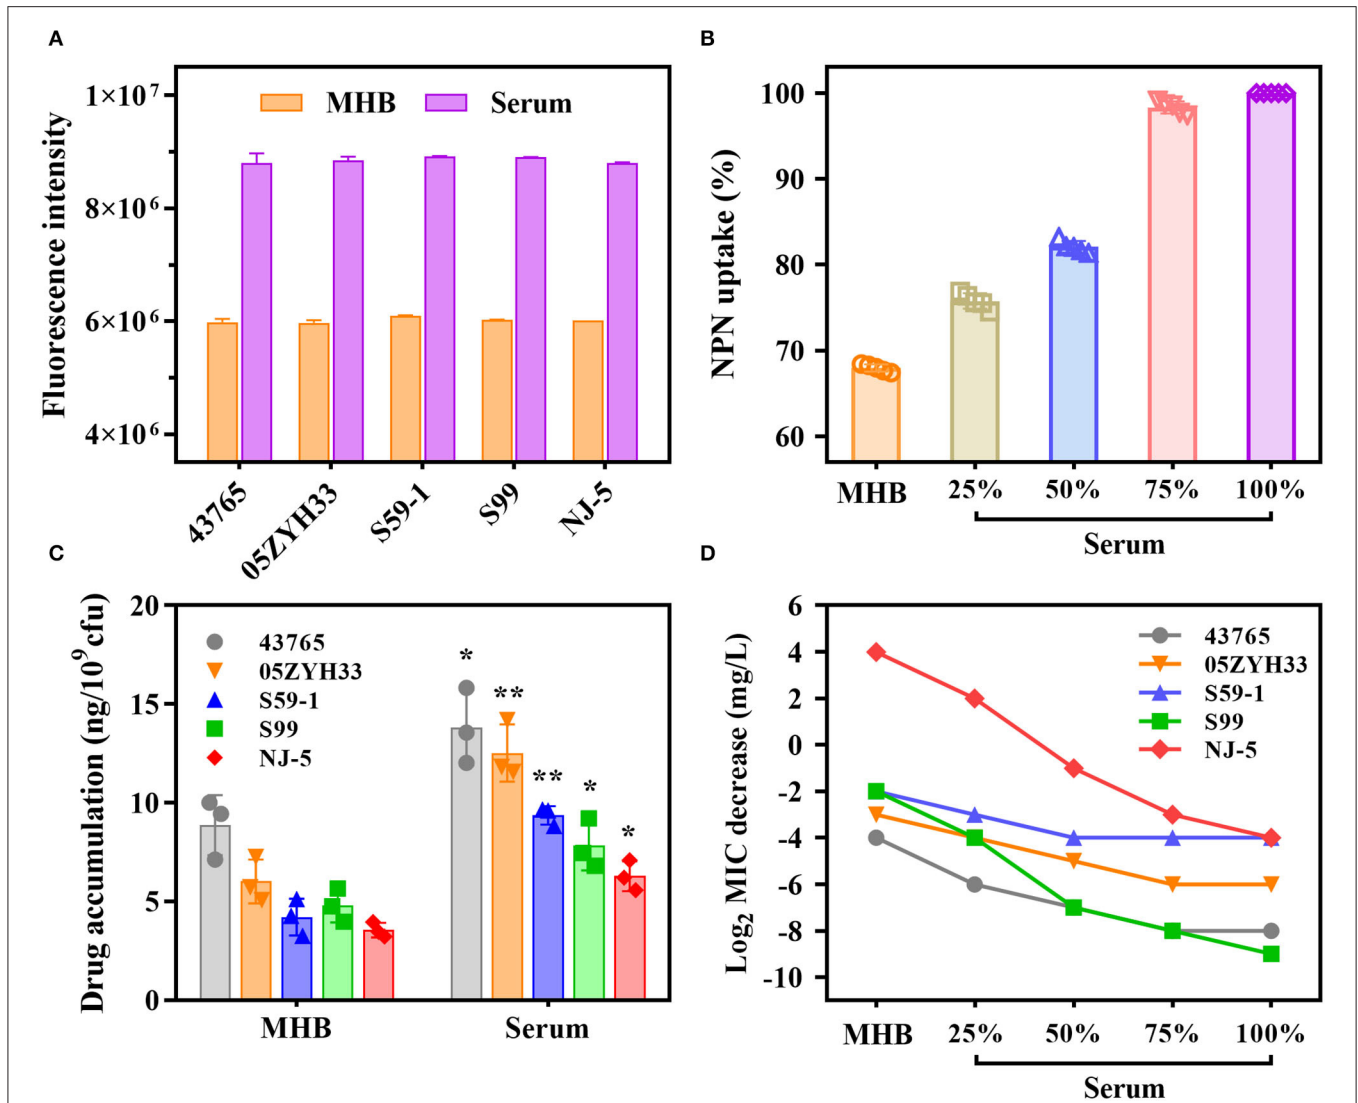 A
Fluorescence intensity
1×10⁷
8×10⁶
6×10⁶
4×10⁶
MHB
Serum
43765
05ZYH33
S59-1
S99
NJ-5
B
NPN uptake (%)
100
90
80
70
60
MHB
25%
50%
75%
100%
Serum
C
Drug accumulation (ng/10⁹ cfu)
20
15
10
5
0
43765
05ZYH33
S59-1
S99
NJ-5
*
**
**
*
*
MHB
Serum
D
Log₂ MIC decrease (mg/L)
6
4
2
0
-2
-4
-6
-8
-10
43765
05ZYH33
S59-1
S99
NJ-5
MHB
25%
50%
75%
100%
Serum